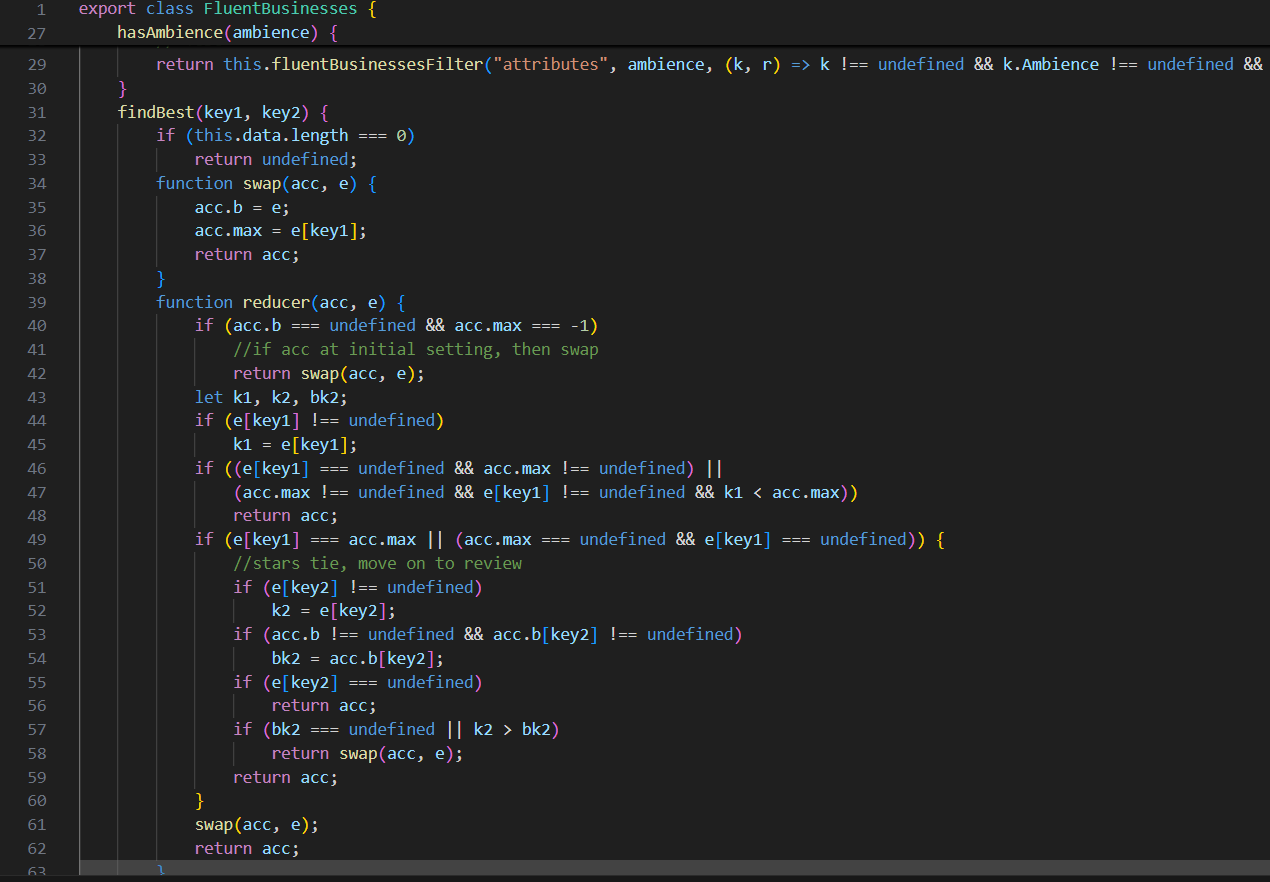 1 export class FluentBusinesses {
27 hasAmbience(ambience) {
29 return this.fluentBusinessesFilter("attributes", ambience, (k, r) => k !== undefined && k.Ambience !== undefined &&
30 }
31 findBest(key1, key2) {
32 if (this.data.length === 0)
33 return undefined;
34 function swap(acc, e) {
35 acc.b = e;
36 acc.max = e[key1];
37 return acc;
38 }
39 function reducer(acc, e) {
40 if (acc.b === undefined && acc.max === -1)
41 //if acc at initial setting, then swap
42 return swap(acc, e);
43 let k1, k2, bk2;
44 if (e[key1] !== undefined)
45 k1 = e[key1];
46 if ((e[key1] === undefined && acc.max !== undefined) ||
47 (acc.max !== undefined && e[key1] !== undefined && k1 < acc.max))
48 return acc;
49 if (e[key1] === acc.max || (acc.max === undefined && e[key1] === undefined)) {
50 //stars tie, move on to review
51 if (e[key2] !== undefined)
52 k2 = e[key2];
53 if (acc.b !== undefined && acc.b[key2] !== undefined)
54 bk2 = acc.b[key2];
55 if (e[key2] === undefined)
56 return acc;
57 if (bk2 === undefined || k2 > bk2)
58 return swap(acc, e);
59 return acc;
60 }
61 swap(acc, e);
62 return acc;
63 }